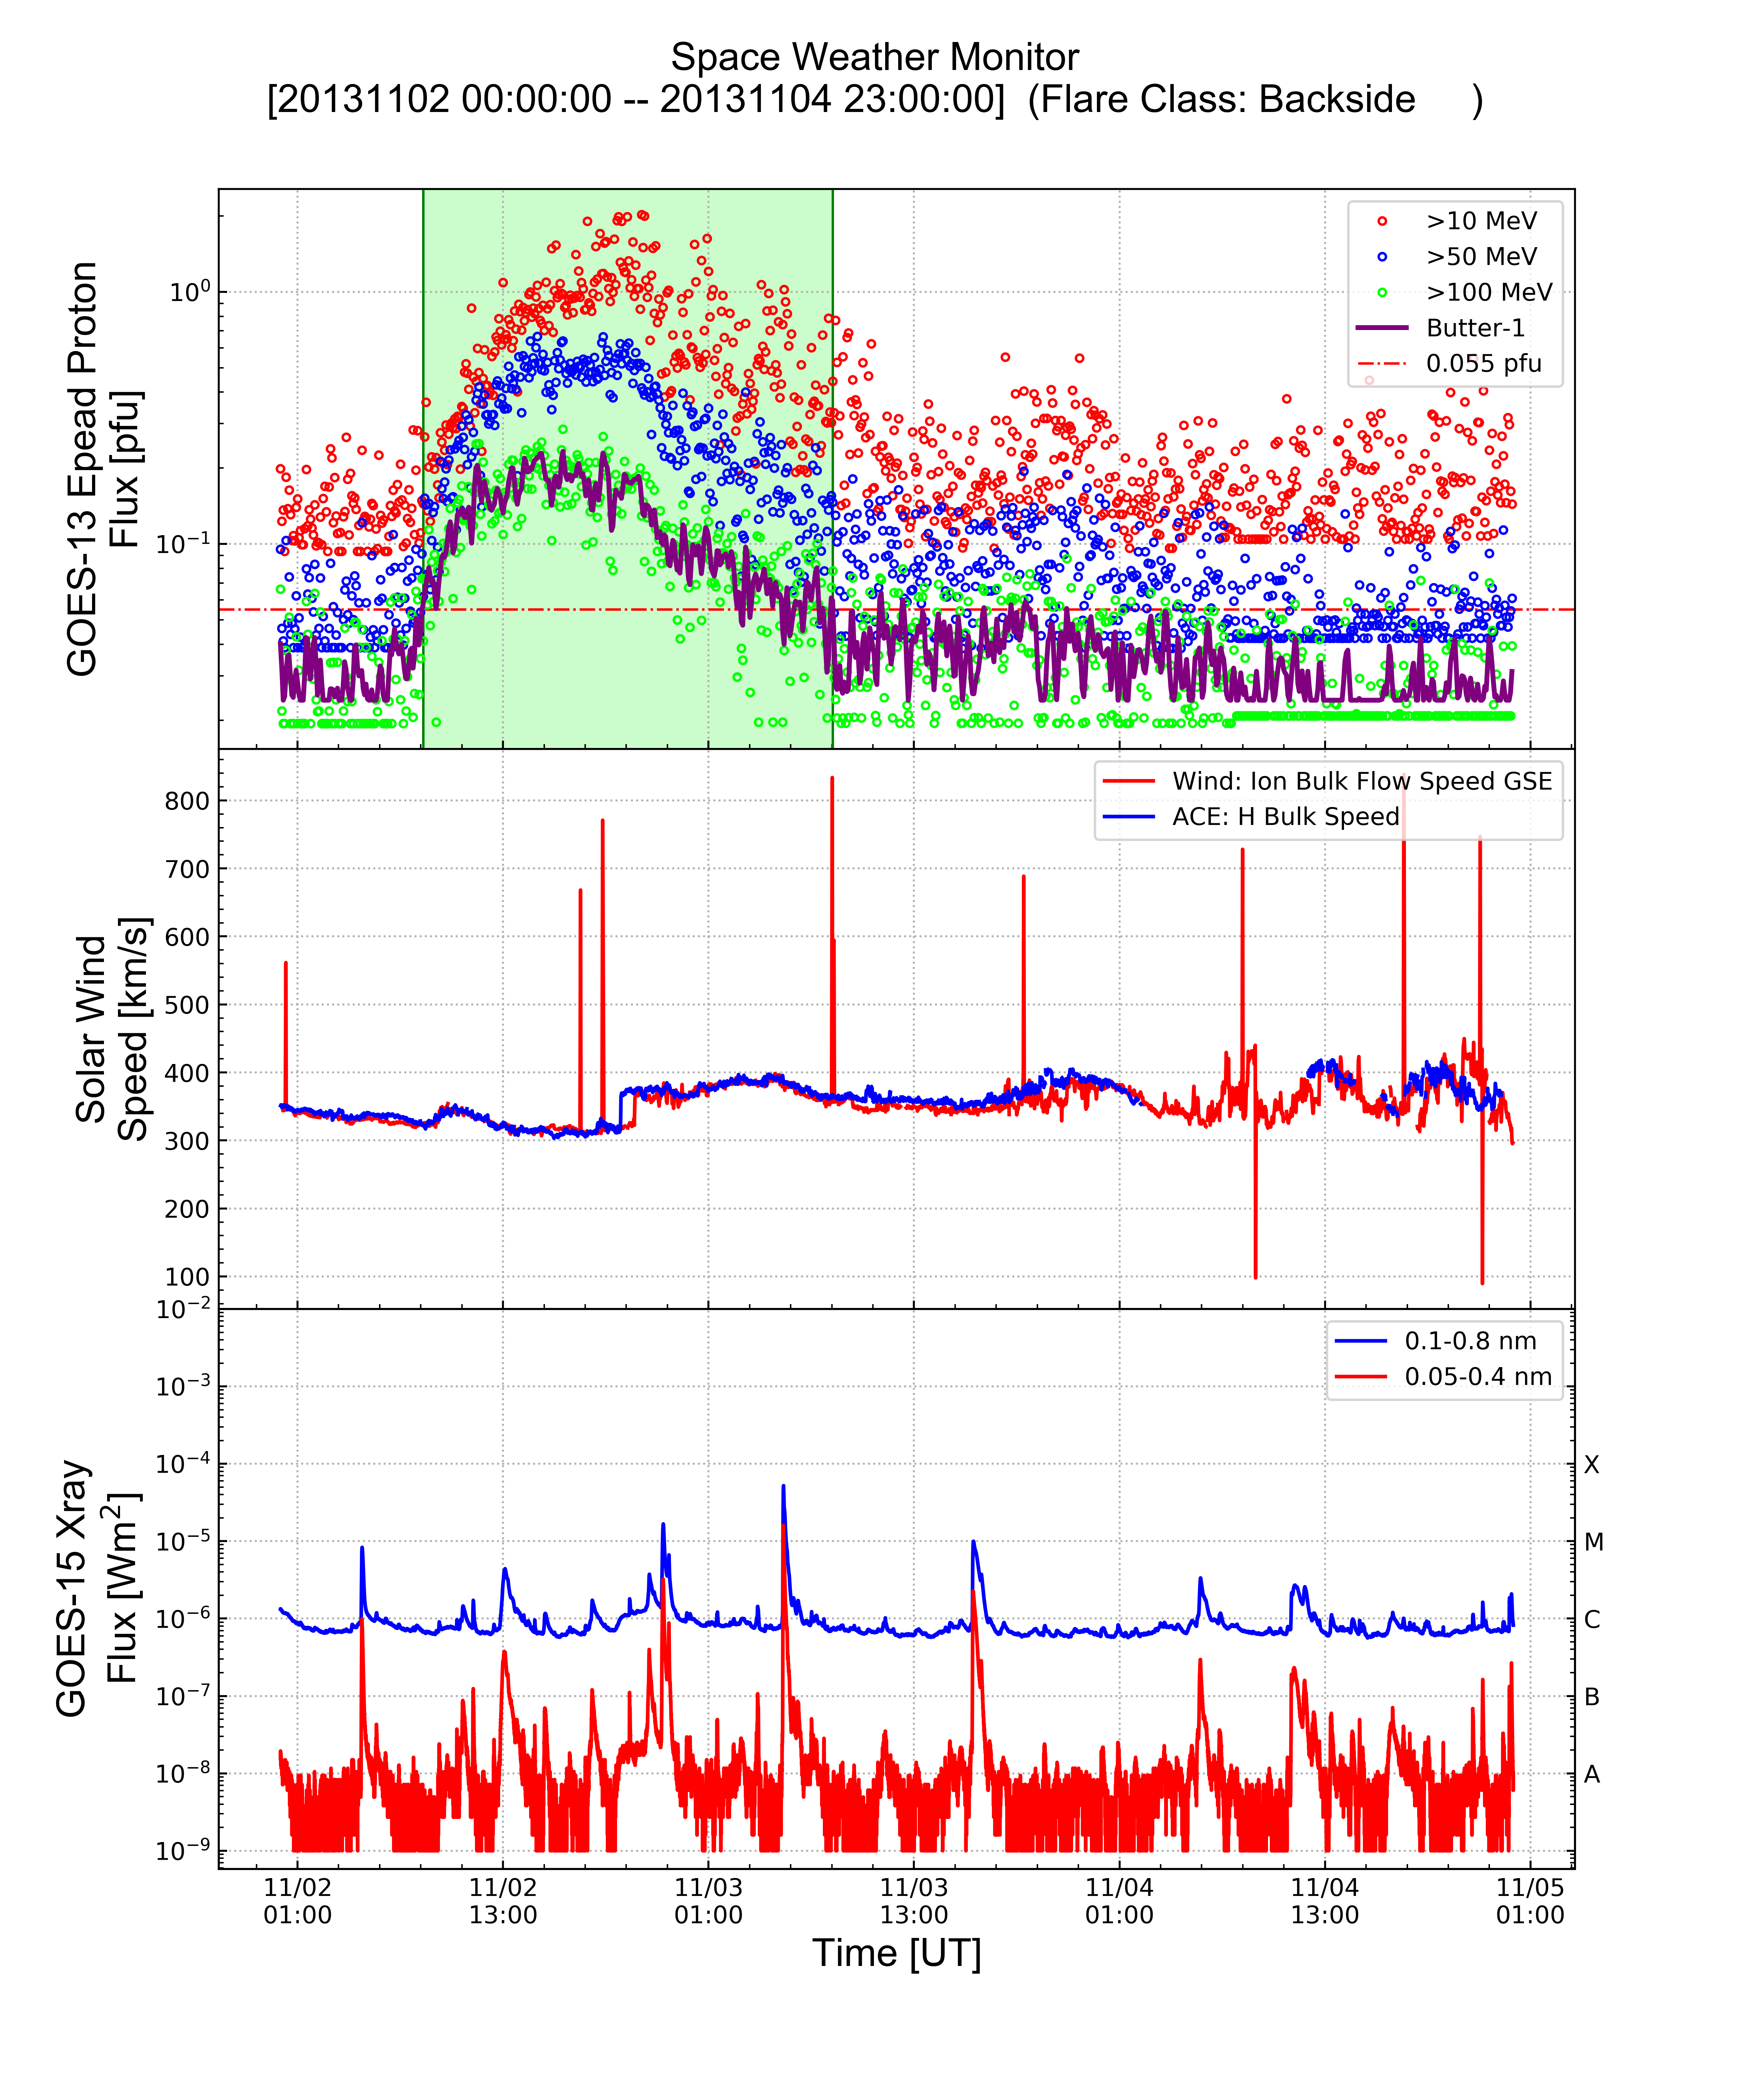 Space Weather Monitor
[20131102 00:00:00 -- 20131104 23:00:00]  (Flare Class: Backside      )
GOES-13 Epead Proton
Flux [pfu]
10^0
10^-1
>10 MeV
>50 MeV
>100 MeV
Butter-1
0.055 pfu
Solar Wind
Speed [km/s]
800
700
600
500
400
300
200
100
Wind: Ion Bulk Flow Speed GSE
ACE: H Bulk Speed
GOES-15 Xray
Flux [Wm^2]
10^-2
10^-3
10^-4
10^-5
10^-6
10^-7
10^-8
10^-9
0.1-0.8 nm
0.05-0.4 nm
X
M
C
B
A
11/02 11/02 11/03 11/03 11/04 11/04 11/05
01:00 13:00 01:00 13:00 01:00 13:00 01:00
Time [UT]